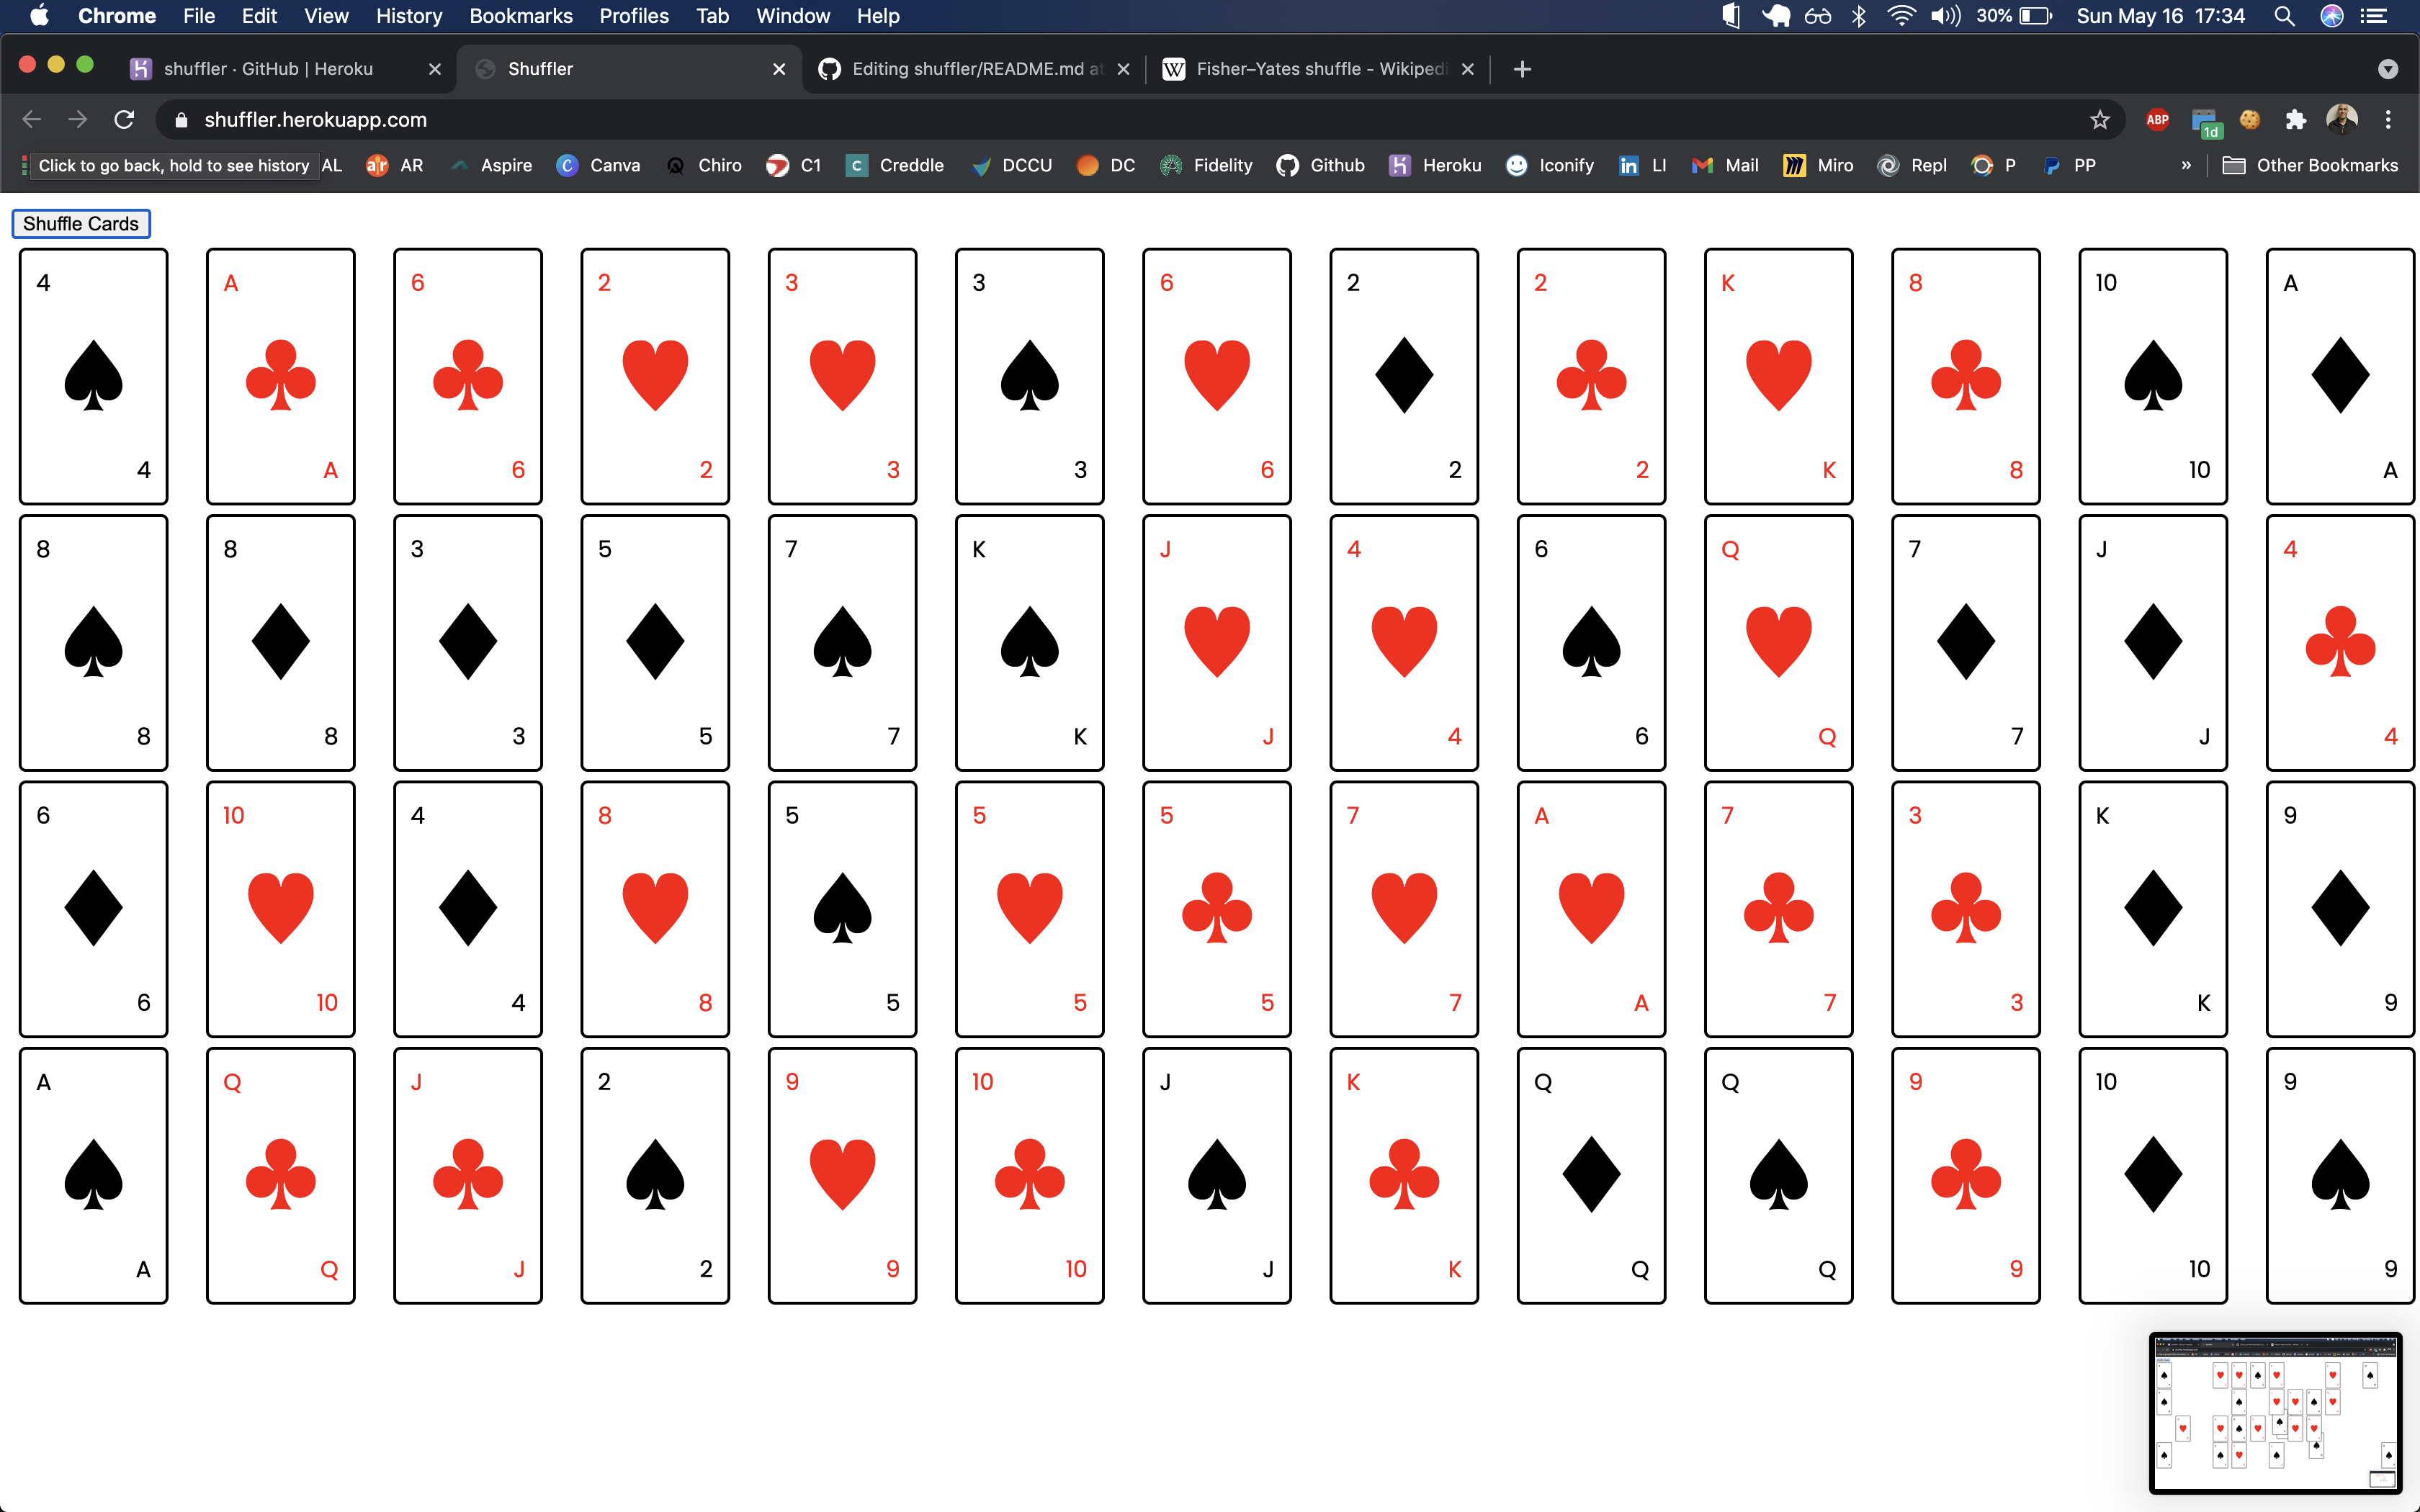 Chrome File Edit View History Bookmarks Profiles Tab Window Help 30% Sun May 16 17:34
shuffler · GitHub | Heroku Shuffler Editing shuffler/README.md at Fisher–Yates shuffle - Wikipedi
shuffler.herokuapp.com ABP 1d
Click to go back, hold to see history AL AR Aspire Canva Chiro C1 Creddle DCCU DC Fidelity Github Heroku Iconify LI Mail Miro Repl P PP » Other Bookmarks
Shuffle Cards
4 A 6 2 3 3 6 2 2 K 8 10 A
4 A 6 2 3 3 6 2 2 K 8 10 A
8 8 3 5 7 K J 4 6 Q 7 J 4
8 8 3 5 7 K J 4 6 Q 7 J 4
6 10 4 8 5 5 5 7 A 7 3 K 9
6 10 4 8 5 5 5 7 A 7 3 K 9
A Q J 2 9 10 J K Q Q 9 10 9
A Q J 2 9 10 J K Q Q 9 10 9